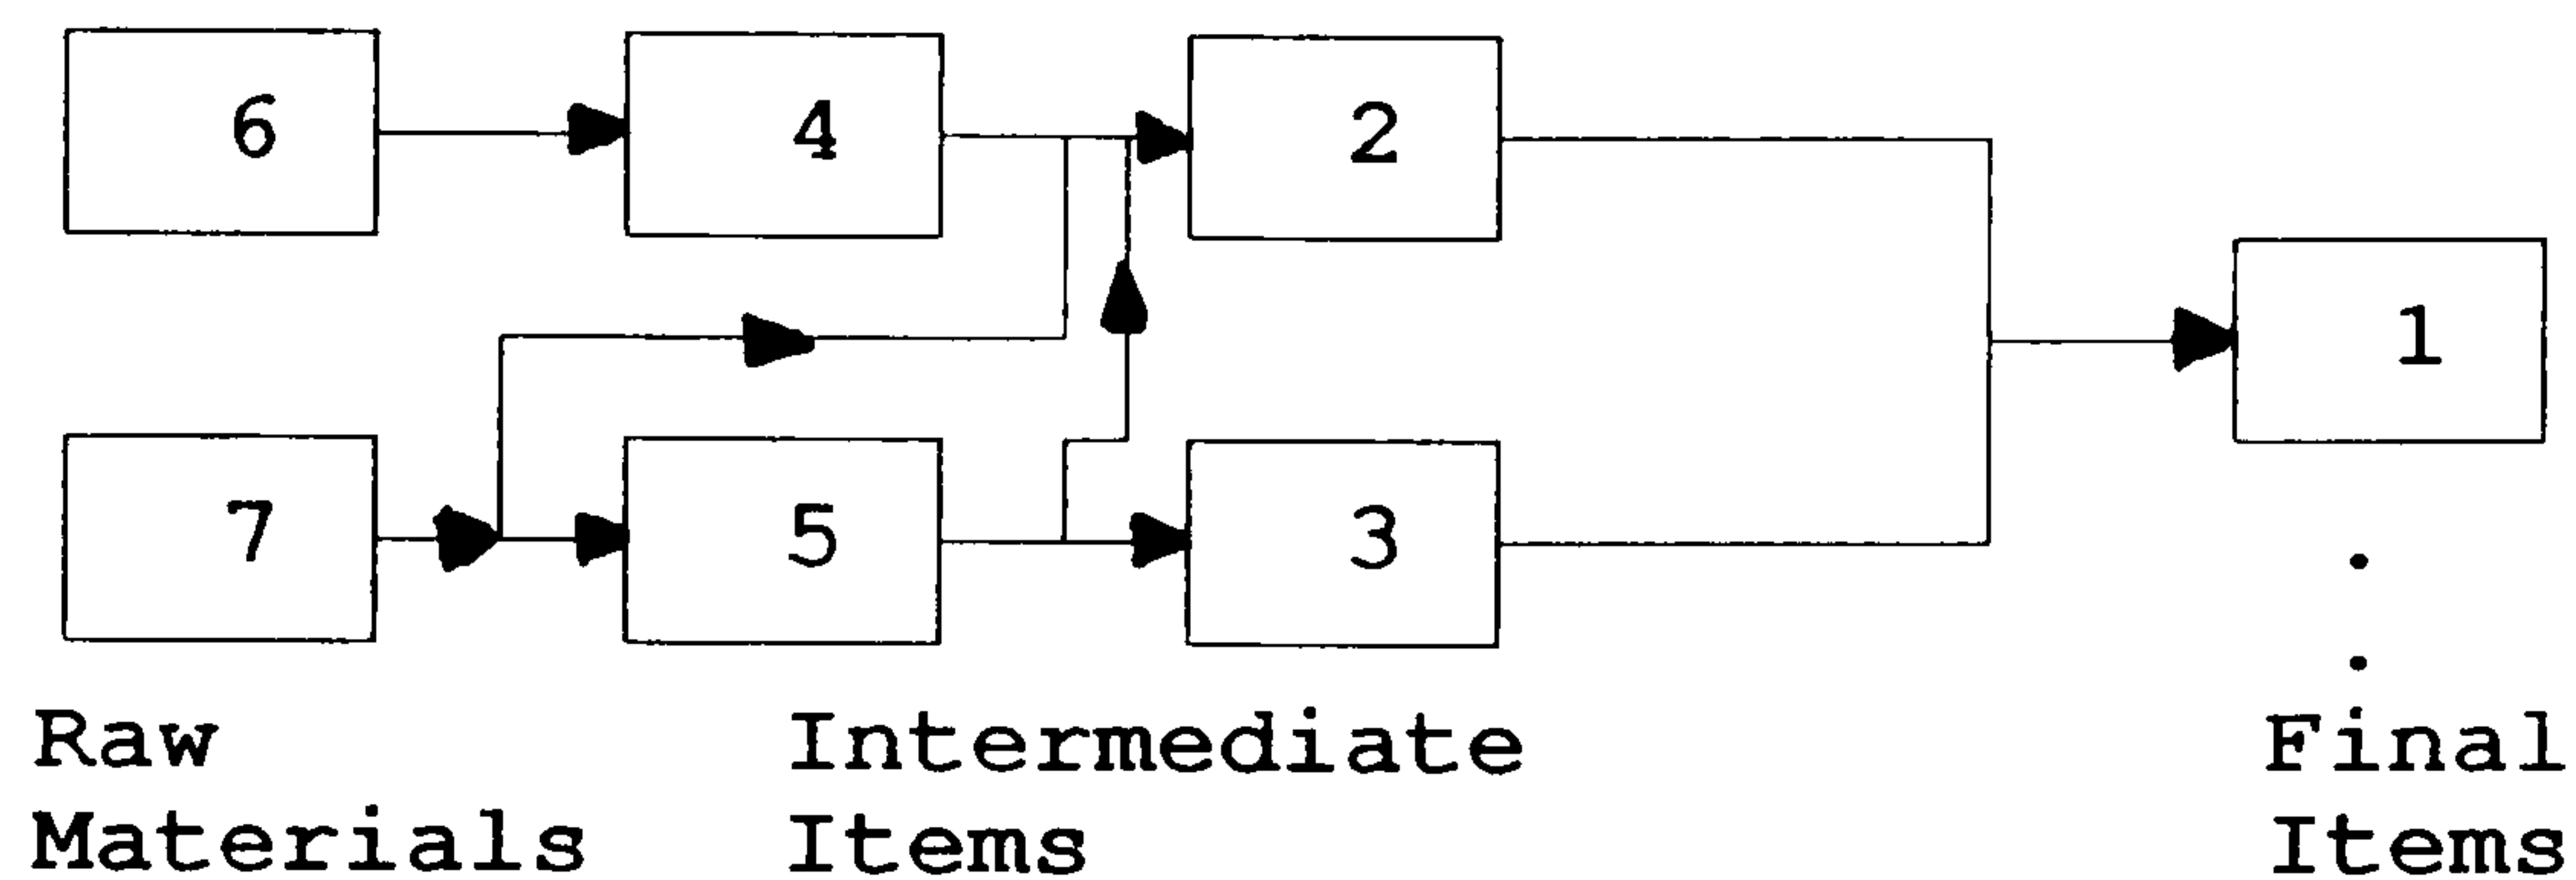 6 4 2
1
7 5 3
Raw Intermediate Final
Materials Items Items